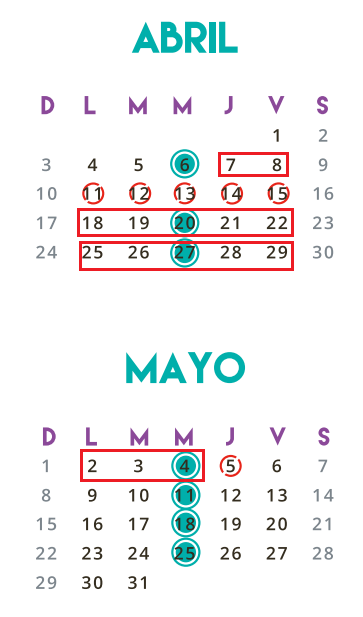 ABRIL
D L M M J V S
1 2
3 4 5 6 7 8 9
10 11 12 13 14 15 16
17 18 19 20 21 22 23
24 25 26 27 28 29 30
MAYO
D L M M J V S
1 2 3 4 5 6 7
8 9 10 11 12 13 14
15 16 17 18 19 20 21
22 23 24 25 26 27 28
29 30 31